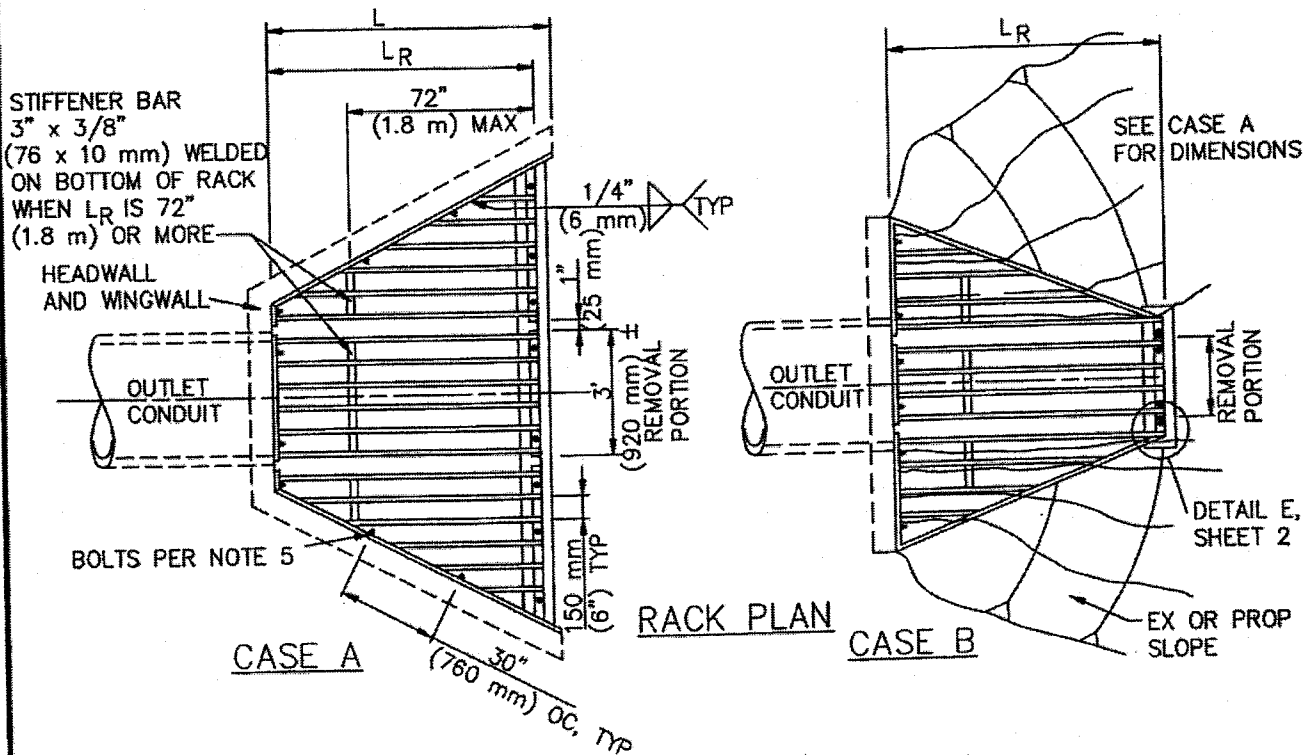 L
LR
72"
(1.8 m) MAX
STIFFENER BAR
3" x 3/8"
(76 x 10 mm) WELDED
ON BOTTOM OF RACK
WHEN LR IS 72"
(1.8 m) OR MORE
HEADWALL
AND WINGWALL
1/4"
(6 mm)
TYP
1"
(25 mm)
OUTLET
CONDUIT
3'
(920 mm) ±
REMOVAL
PORTION
BOLTS PER NOTE 5
150 mm
(6") TYP
30"
(760 mm) OC, TYP
CASE A
RACK PLAN
LR
SEE CASE A
FOR DIMENSIONS
OUTLET
CONDUIT
REMOVAL
PORTION
DETAIL E,
SHEET 2
EX OR PROP
SLOPE
CASE B